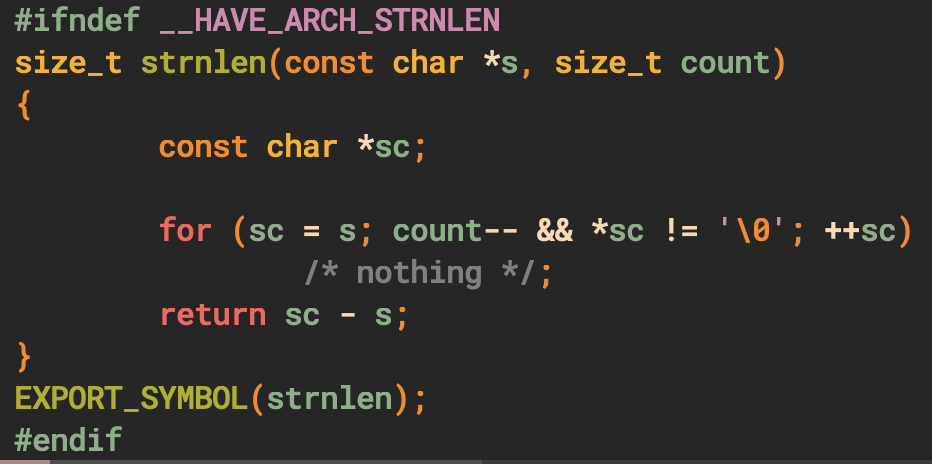 #ifndef __HAVE_ARCH_STRNLEN
size_t strnlen(const char *s, size_t count)
{
        const char *sc;

        for (sc = s; count-- && *sc != '\0'; ++sc)
                /* nothing */;
        return sc - s;
}
EXPORT_SYMBOL(strnlen);
#endif